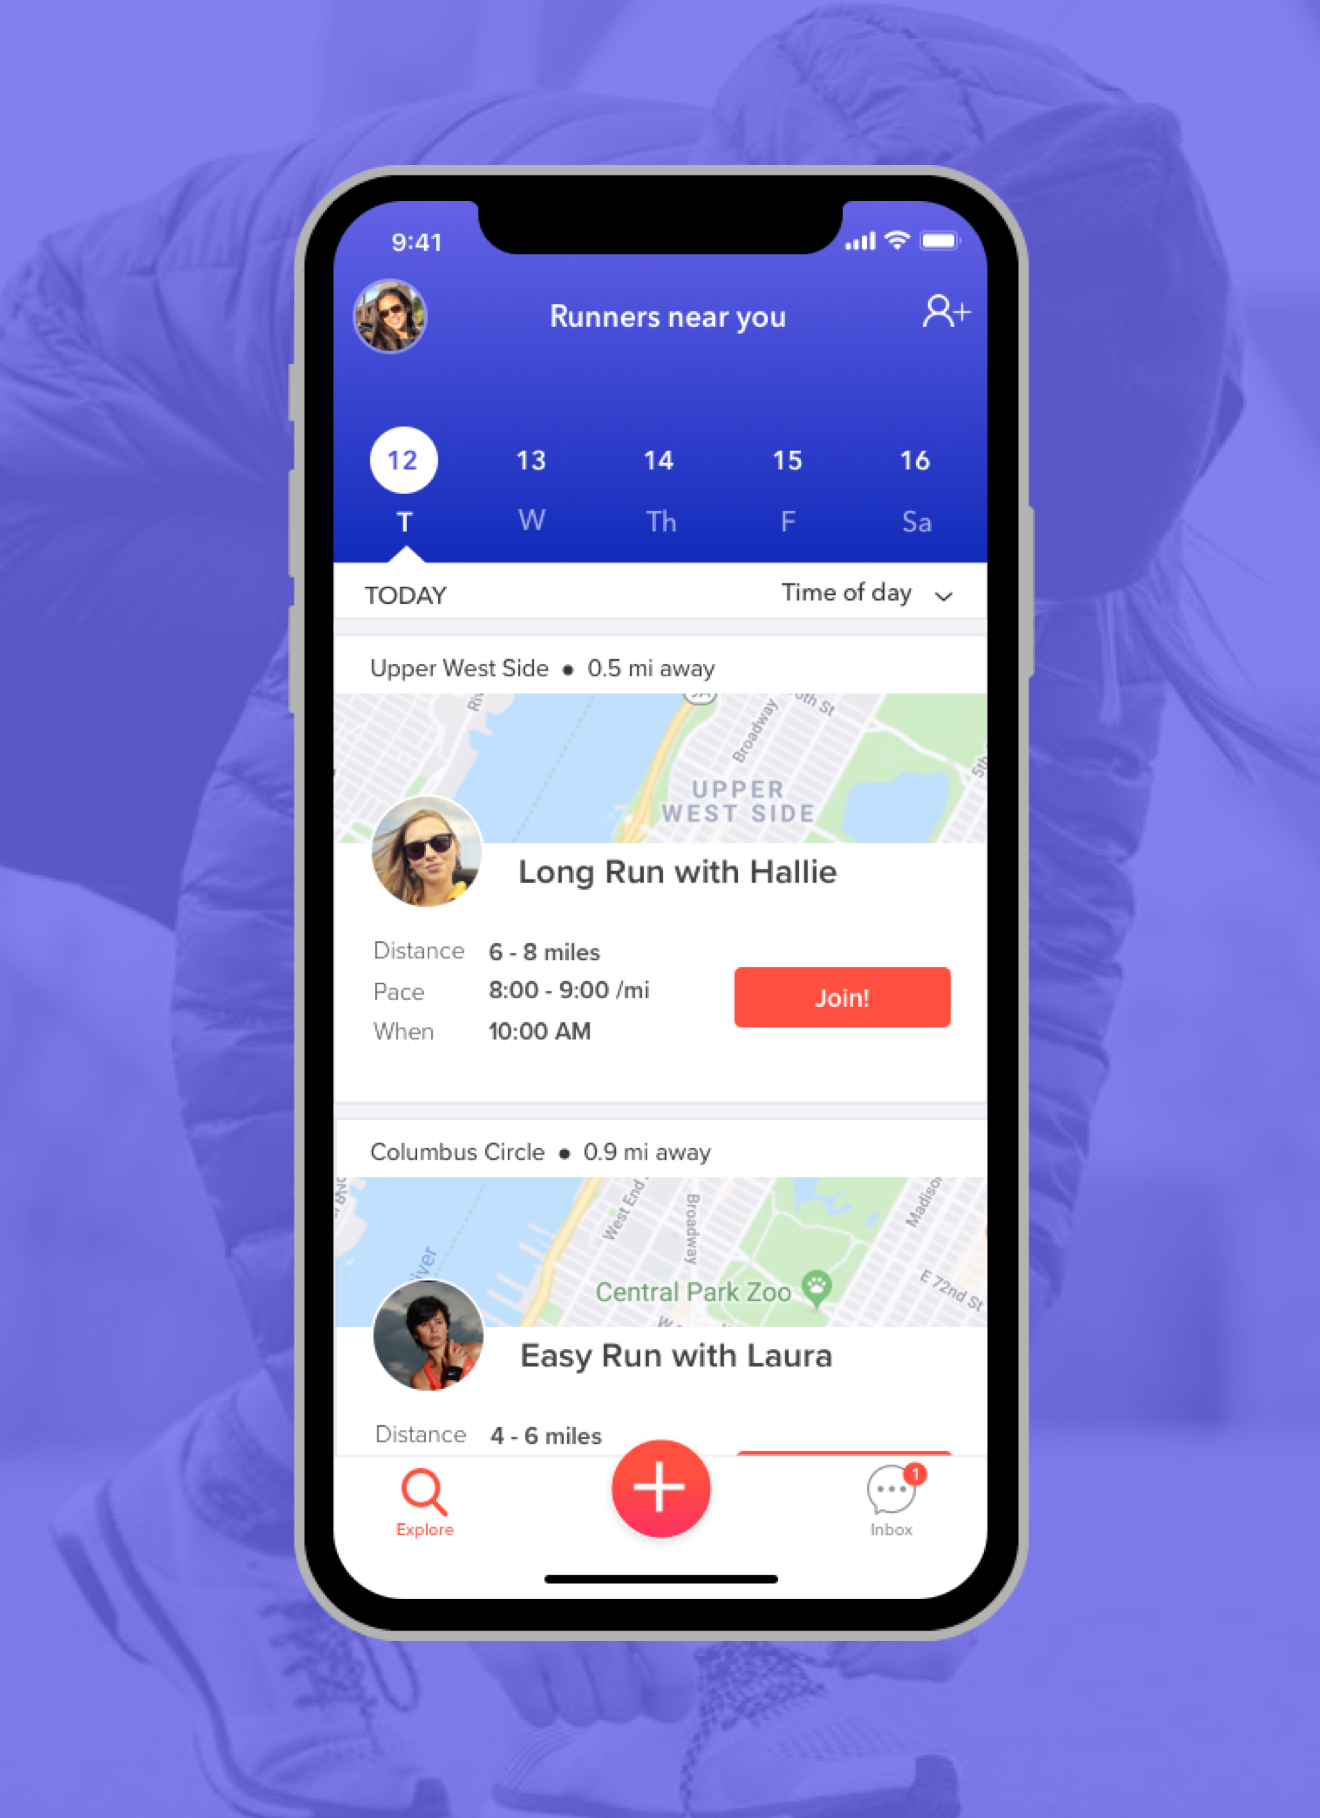 9:41
Runners near you
12 13 14 15 16
T W Th F Sa
TODAY Time of day
Upper West Side • 0.5 mi away
Broadway
UPPER
WEST SIDE
Long Run with Hallie
Distance 6 - 8 miles
Pace 8:00 - 9:00 /mi
When 10:00 AM
Join!
Columbus Circle • 0.9 mi away
West End
Broadway
Central Park Zoo
E 72nd St
Easy Run with Laura
Distance 4 - 6 miles
1
Explore
Inbox